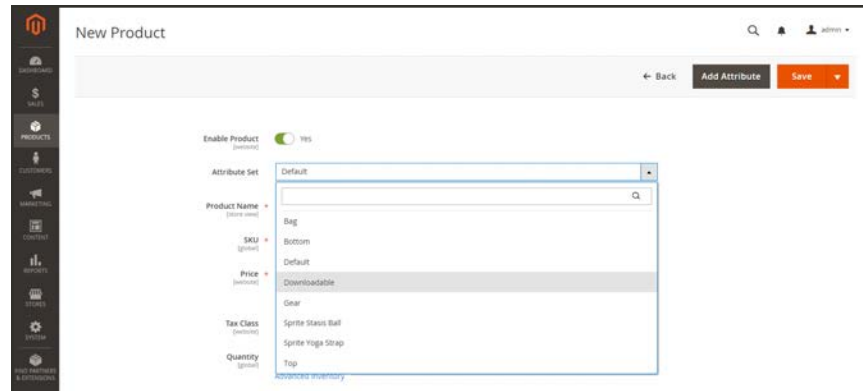 New Product
admin
DASHBOARD
SALES
PRODUCTS
CUSTOMERS
MARKETING
CONTENT
REPORTS
STORES
SYSTEM
FIND PARTNERS
& EXTENSIONS
← Back
Add Attribute
Save
Enable Product
[website]
Yes
Attribute Set
Default
Product Name *
[store view]
Bag
SKU *
[global]
Bottom
Default
Price *
[website]
Downloadable
Gear
Tax Class
[website]
Sprite Stasis Ball
Sprite Yoga Strap
Quantity
[global]
Top
Advanced Inventory